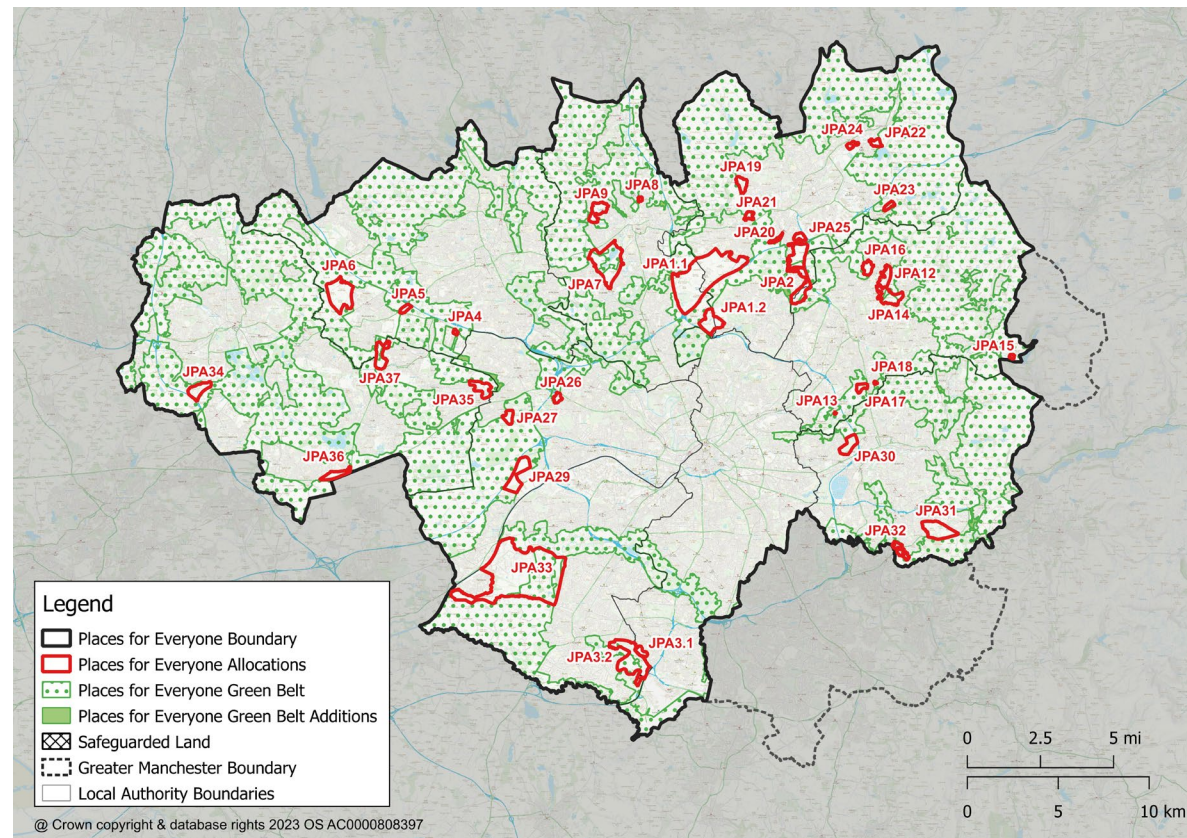 JPA24
JPA22
JPA19
JPA8
JPA9
JPA23
JPA21
JPA25
JPA20
JPA16
JPA6
JPA1.1
JPA12
JPA7
JPA2
JPA5
JPA1.2
JPA14
JPA4
JPA15
JPA34
JPA37
JPA18
JPA26
JPA17
JPA35
JPA13
JPA27
JPA30
JPA36
JPA29
JPA31
JPA32
JPA33
JPA3.1
JPA3.2
Legend
Places for Everyone Boundary
Places for Everyone Allocations
Places for Everyone Green Belt
Places for Everyone Green Belt Additions
Safeguarded Land
Greater Manchester Boundary
Local Authority Boundaries
0 2.5 5 mi
0 5 10 km
@ Crown copyright & database rights 2023 OS AC0000808397